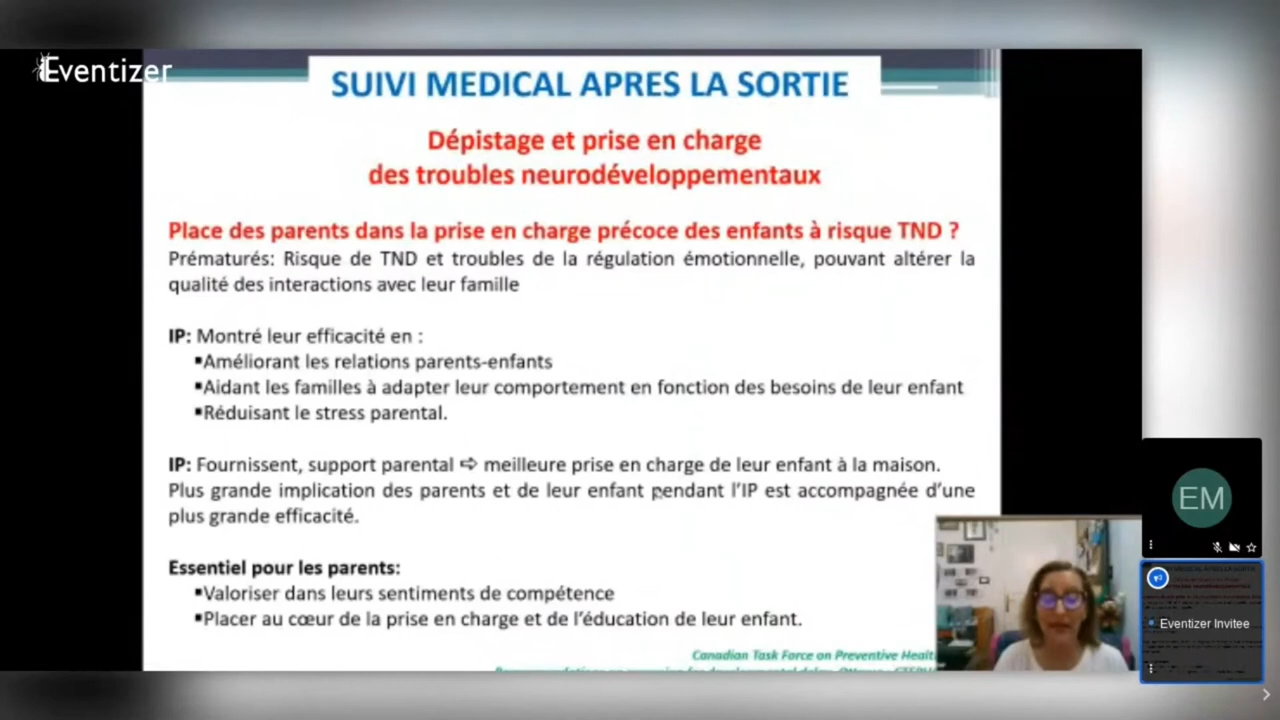 Eventizer
SUIVI MEDICAL APRES LA SORTIE
Dépistage et prise en charge
des troubles neurodéveloppementaux
Place des parents dans la prise en charge précoce des enfants à risque TND ?
Prématurés: Risque de TND et troubles de la régulation émotionnelle, pouvant altérer la
qualité des interactions avec leur famille
IP: Montré leur efficacité en :
▪Améliorant les relations parents-enfants
▪Aidant les familles à adapter leur comportement en fonction des besoins de leur enfant
▪Réduisant le stress parental.
IP: Fournissent, support parental ⇨ meilleure prise en charge de leur enfant à la maison.
Plus grande implication des parents et de leur enfant pendant l'IP est accompagnée d'une
plus grande efficacité.
Essentiel pour les parents:
▪Valoriser dans leurs sentiments de compétence
▪Placer au cœur de la prise en charge et de l'éducation de leur enfant.
Canadian Task Force on Preventive
EM
Eventizer Invitee